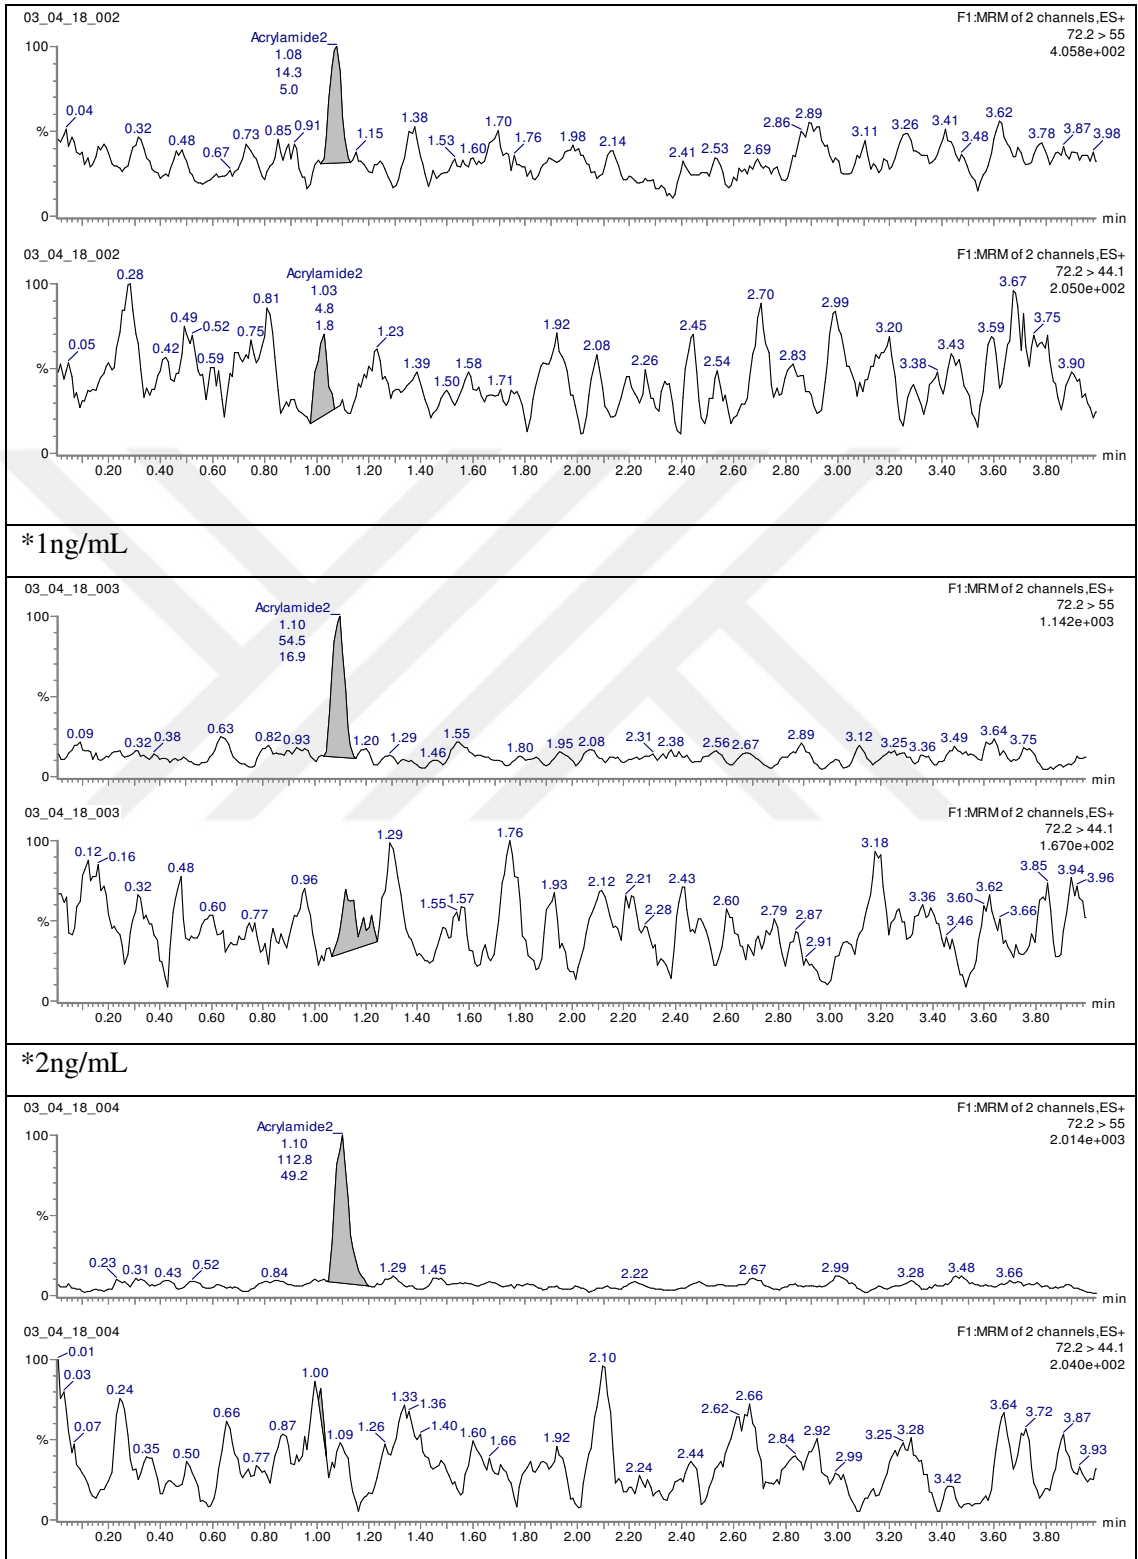 03_04_18_002
F1:MRM of 2 channels,ES+
72.2 > 55
4.058e+002
100
%
0
Acrylamide2
1.08
14.3
5.0
0.04 0.32 0.48 0.67 0.73 0.85 0.91 1.15 1.38 1.53 1.60 1.70 1.76 1.98 2.14 2.41 2.53 2.69 2.86 2.89 3.11 3.26 3.41 3.48 3.62 3.78 3.87 3.98
min
03_04_18_002
F1:MRM of 2 channels,ES+
72.2 > 44.1
2.050e+002
100
%
0
Acrylamide2
1.03
4.8
1.8
0.05 0.28 0.42 0.49 0.52 0.59 0.75 0.81 1.23 1.39 1.50 1.58 1.71 1.92 2.08 2.26 2.45 2.54 2.70 2.83 2.99 3.20 3.38 3.43 3.59 3.67 3.75 3.90
min
0.20 0.40 0.60 0.80 1.00 1.20 1.40 1.60 1.80 2.00 2.20 2.40 2.60 2.80 3.00 3.20 3.40 3.60 3.80
*1ng/mL
03_04_18_003
F1:MRM of 2 channels,ES+
72.2 > 55
1.142e+003
100
%
0
Acrylamide2
1.10
54.5
16.9
0.09 0.32 0.38 0.63 0.82 0.93 1.20 1.29 1.46 1.55 1.80 1.95 2.08 2.31 2.38 2.56 2.67 2.89 3.12 3.25 3.36 3.49 3.64 3.75
min
03_04_18_003
F1:MRM of 2 channels,ES+
72.2 > 44.1
1.670e+002
100
%
0
0.12 0.16 0.32 0.48 0.60 0.77 0.96 1.29 1.55 1.57 1.76 1.93 2.12 2.21 2.28 2.43 2.60 2.79 2.87 2.91 3.18 3.36 3.46 3.60 3.62 3.66 3.85 3.94 3.96
min
0.20 0.40 0.60 0.80 1.00 1.20 1.40 1.60 1.80 2.00 2.20 2.40 2.60 2.80 3.00 3.20 3.40 3.60 3.80
*2ng/mL
03_04_18_004
F1:MRM of 2 channels,ES+
72.2 > 55
2.014e+003
100
%
0
Acrylamide2
1.10
112.8
49.2
0.23 0.31 0.43 0.52 0.84 1.29 1.45 2.22 2.67 2.99 3.28 3.48 3.66
min
03_04_18_004
F1:MRM of 2 channels,ES+
72.2 > 44.1
2.040e+002
100
%
0
0.01 0.03 0.07 0.24 0.35 0.50 0.66 0.77 0.87 1.00 1.09 1.26 1.33 1.36 1.40 1.60 1.66 1.92 2.10 2.24 2.44 2.62 2.66 2.84 2.92 2.99 3.25 3.28 3.42 3.64 3.72 3.87 3.93
min
0.20 0.40 0.60 0.80 1.00 1.20 1.40 1.60 1.80 2.00 2.20 2.40 2.60 2.80 3.00 3.20 3.40 3.60 3.80